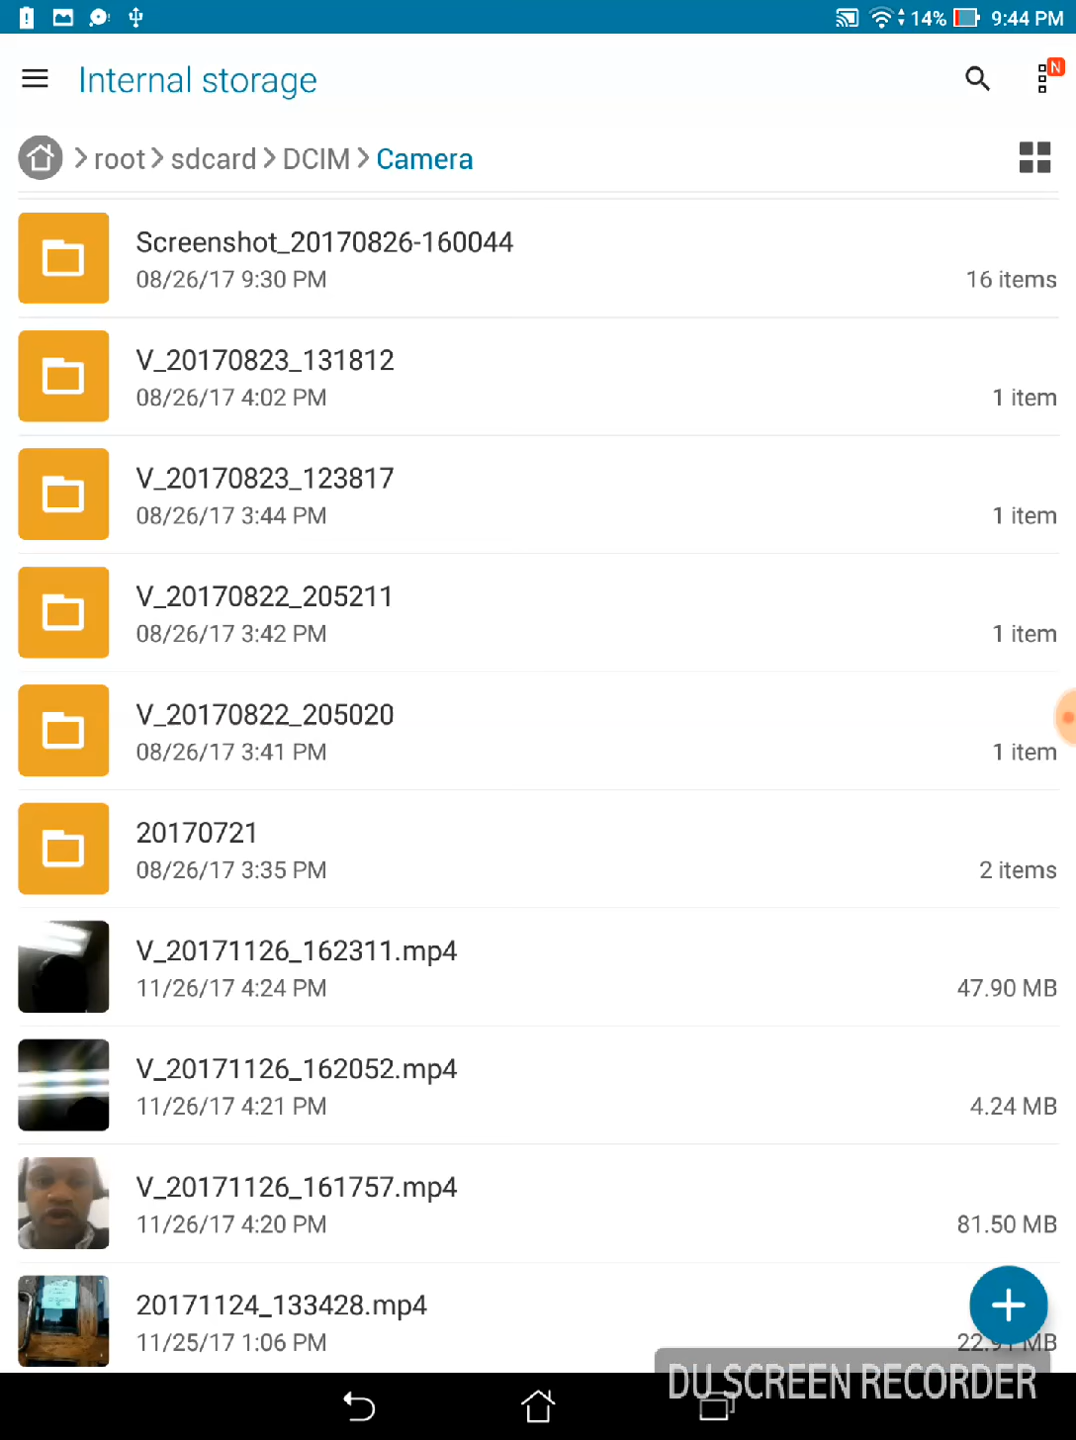 14% 9:44 PM
Internal storage
N
root sdcard DCIM Camera
Screenshot_20170826-160044
08/26/17 9:30 PM
16 items
V_20170823_131812
08/26/17 4:02 PM
1 item
V_20170823_123817
08/26/17 3:44 PM
1 item
V_20170822_205211
08/26/17 3:42 PM
1 item
V_20170822_205020
08/26/17 3:41 PM
1 item
20170721
08/26/17 3:35 PM
2 items
V_20171126_162311.mp4
11/26/17 4:24 PM
47.90 MB
V_20171126_162052.mp4
11/26/17 4:21 PM
4.24 MB
V_20171126_161757.mp4
11/26/17 4:20 PM
81.50 MB
20171124_133428.mp4
11/25/17 1:06 PM
MB
DU SCREEN RECORDER